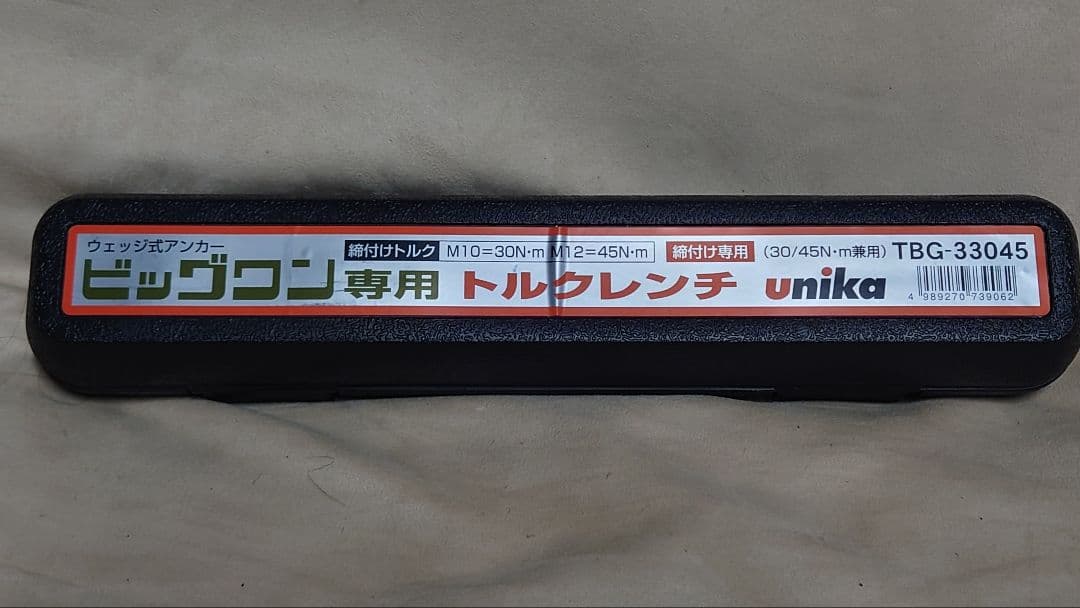 ウェッジ式アンカー
ビッグワン専用
締付けトルク M10=30N·m M12=45N·m 締付け専用 (30/45N·m兼用) TBG-33045
トルクレンチ unika
4 989270 739062